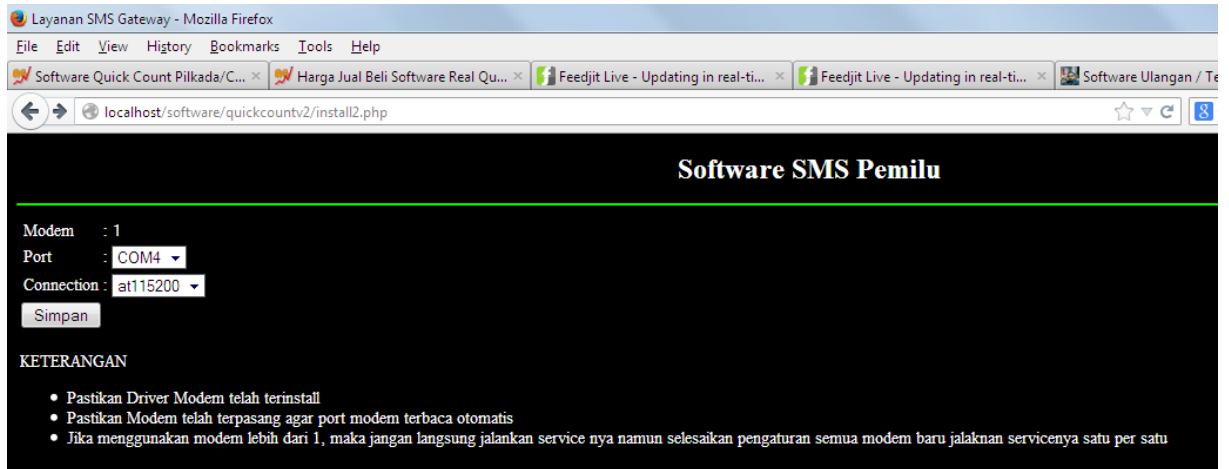 Layanan SMS Gateway - Mozilla Firefox
File Edit View History Bookmarks Tools Help
Software Quick Count Pilkada/C... × Harga Jual Beli Software Real Qu... × Feedjit Live - Updating in real-ti... × Feedjit Live - Updating in real-ti... × Software Ulangan / Te
localhost/software/quickcountv2/install2.php 8
Software SMS Pemilu
Modem : 1
Port : COM4
Connection : at115200
Simpan
KETERANGAN
• Pastikan Driver Modem telah terinstall
• Pastikan Modem telah terpasang agar port modem terbaca otomatis
• Jika menggunakan modem lebih dari 1, maka jangan langsung jalankan service nya namun selesaikan pengaturan semua modem baru jalaknan servicenya satu per satu